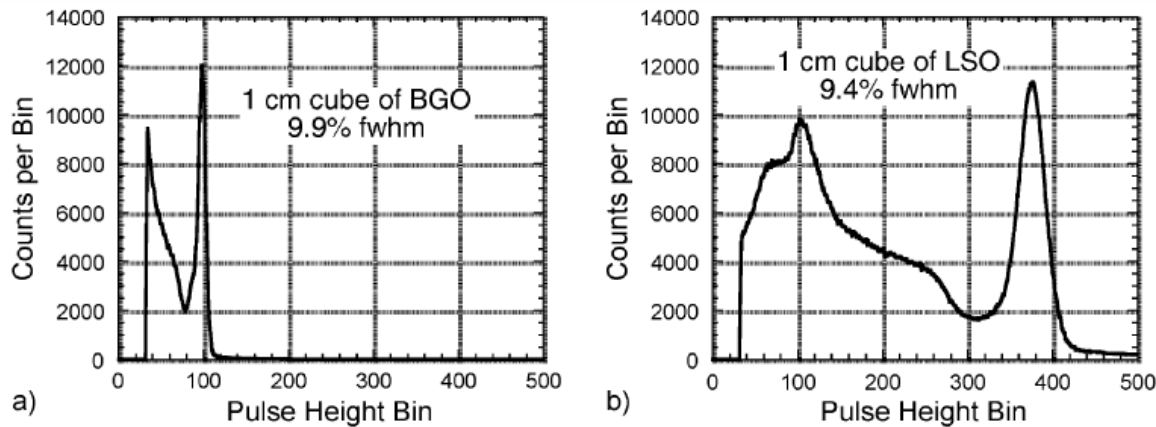 14000
12000
10000
8000
6000
4000
2000
0
Counts per Bin
1 cm cube of BGO
9.9% fwhm
0 100 200 300 400 500
a) Pulse Height Bin
14000
12000
10000
8000
6000
4000
2000
0
Counts per Bin
1 cm cube of LSO
9.4% fwhm
0 100 200 300 400 500
b) Pulse Height Bin